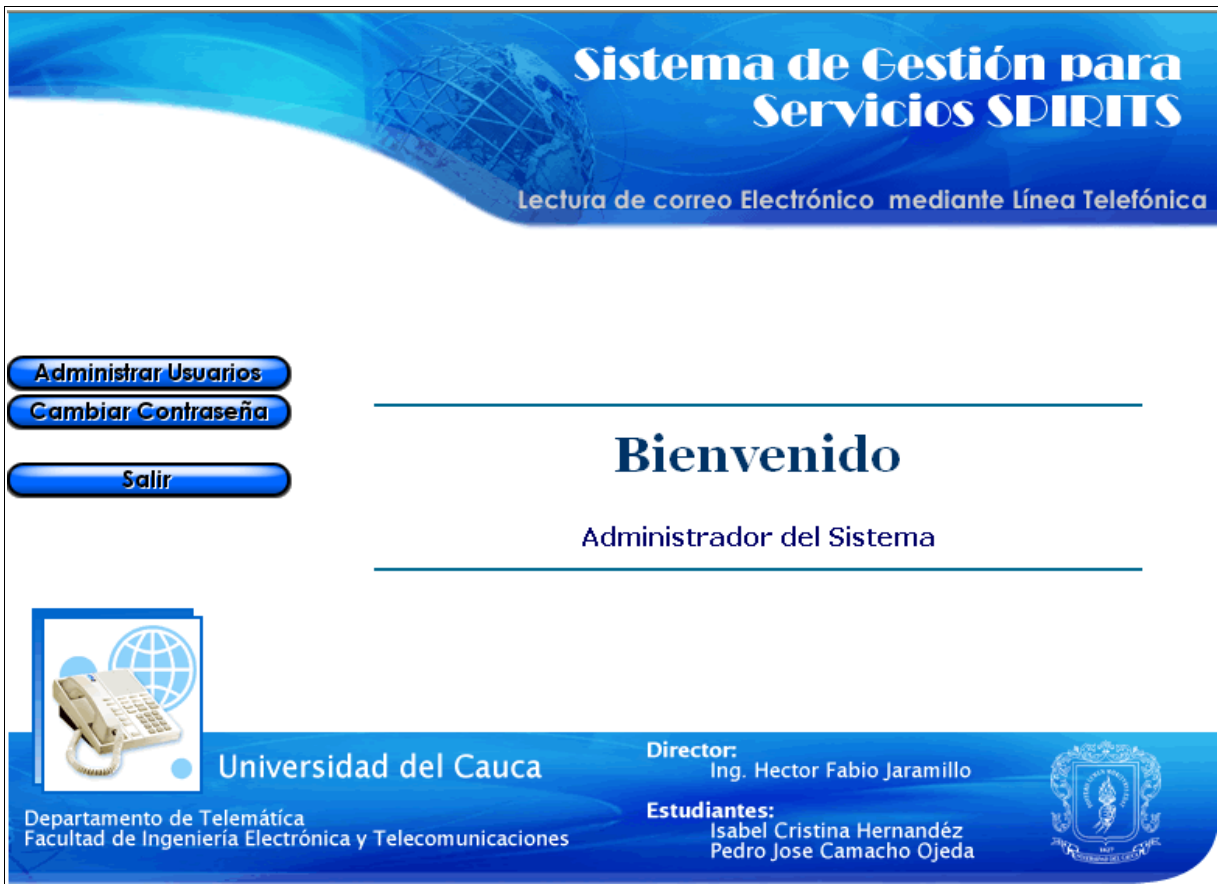 Sistema de Gestión para
Servicios SPIRITS
Lectura de correo Electrónico mediante Línea Telefónica
Administrar Usuarios
Cambiar Contraseña
Salir
Bienvenido
Administrador del Sistema
Universidad del Cauca
Departamento de Telemátíca
Facultad de Ingeniería Electrónica y Telecomunicaciones
Director:
Ing. Hector Fabio Jaramillo
Estudiantes:
Isabel Cristina Hernandéz
Pedro Jose Camacho Ojeda